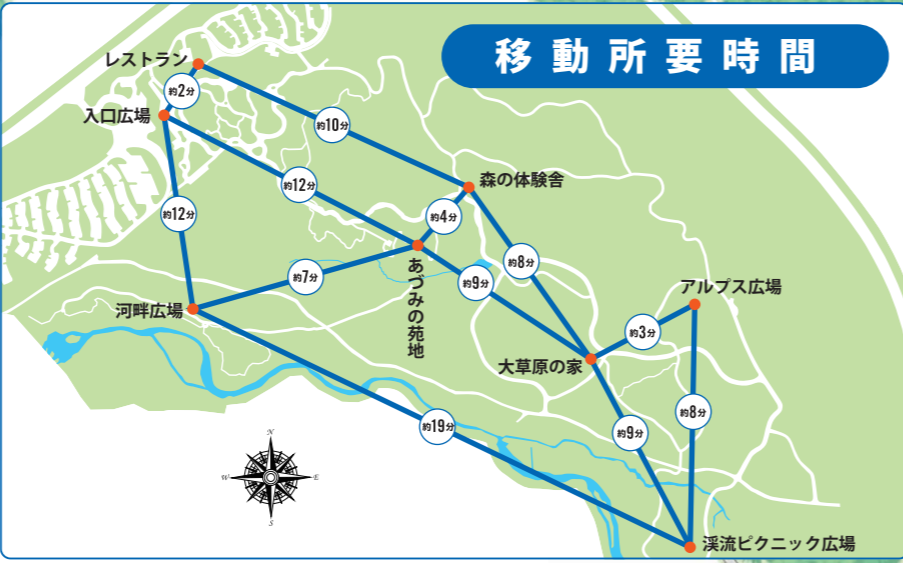 移動所要時間
レストラン
約2分
入口広場
約10分
約12分
森の体験舎
約12分
約4分
あづみの苑地
約8分
約7分
約9分
アルプス広場
河畔広場
約3分
大草原の家
約8分
約19分
約9分
渓流ピクニック広場
N
W
E
S